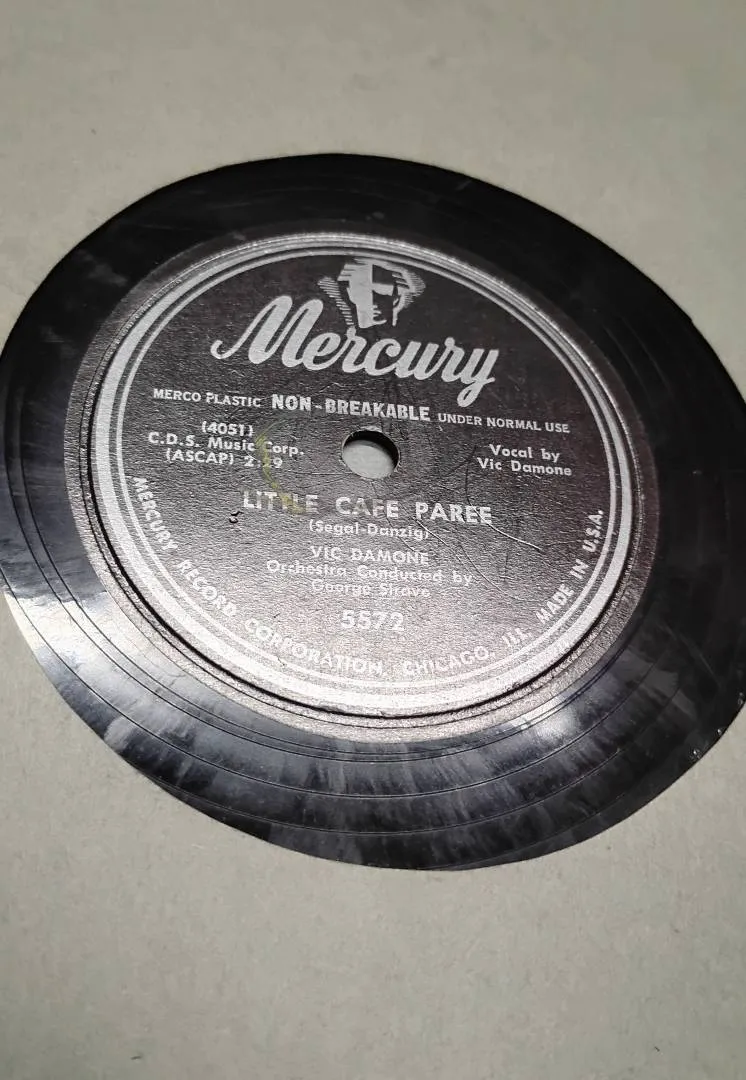 Mercury
MERCO PLASTIC NON-BREAKABLE UNDER NORMAL USE
(4051)
C.D.S. Music Corp.
(ASCAP) 2:29
Vocal by
Vic Damone
LITTLE CAFE PAREE
(Segal-Danzig)
VIC DAMONE
Orchestra Conducted by
George Siravo
5572
MERCURY RECORD CORPORATION, CHICAGO, ILL. MADE IN U.S.A.